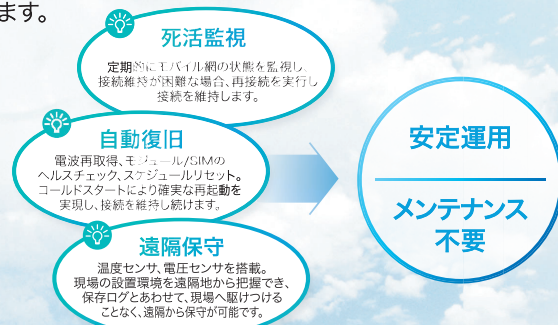 ます。
死活監視
定期的にモバイル網の状態を監視し、
接続維持が困難な場合、再接続を実行し
接続を維持します。
自動復旧
電波再取得、モジュール/SIMの
ヘルスチェック、スケジュールリセット。
コールドスタートにより確実な再起動を
実現し、接続を維持し続けます。
遠隔保守
温度センサ、電圧センサを搭載。
現場の設置環境を遠隔地から把握でき、
保存ログとあわせて、現場へ駆けつける
ことなく、遠隔から保守が可能です。
安定運用
メンテナンス
不要